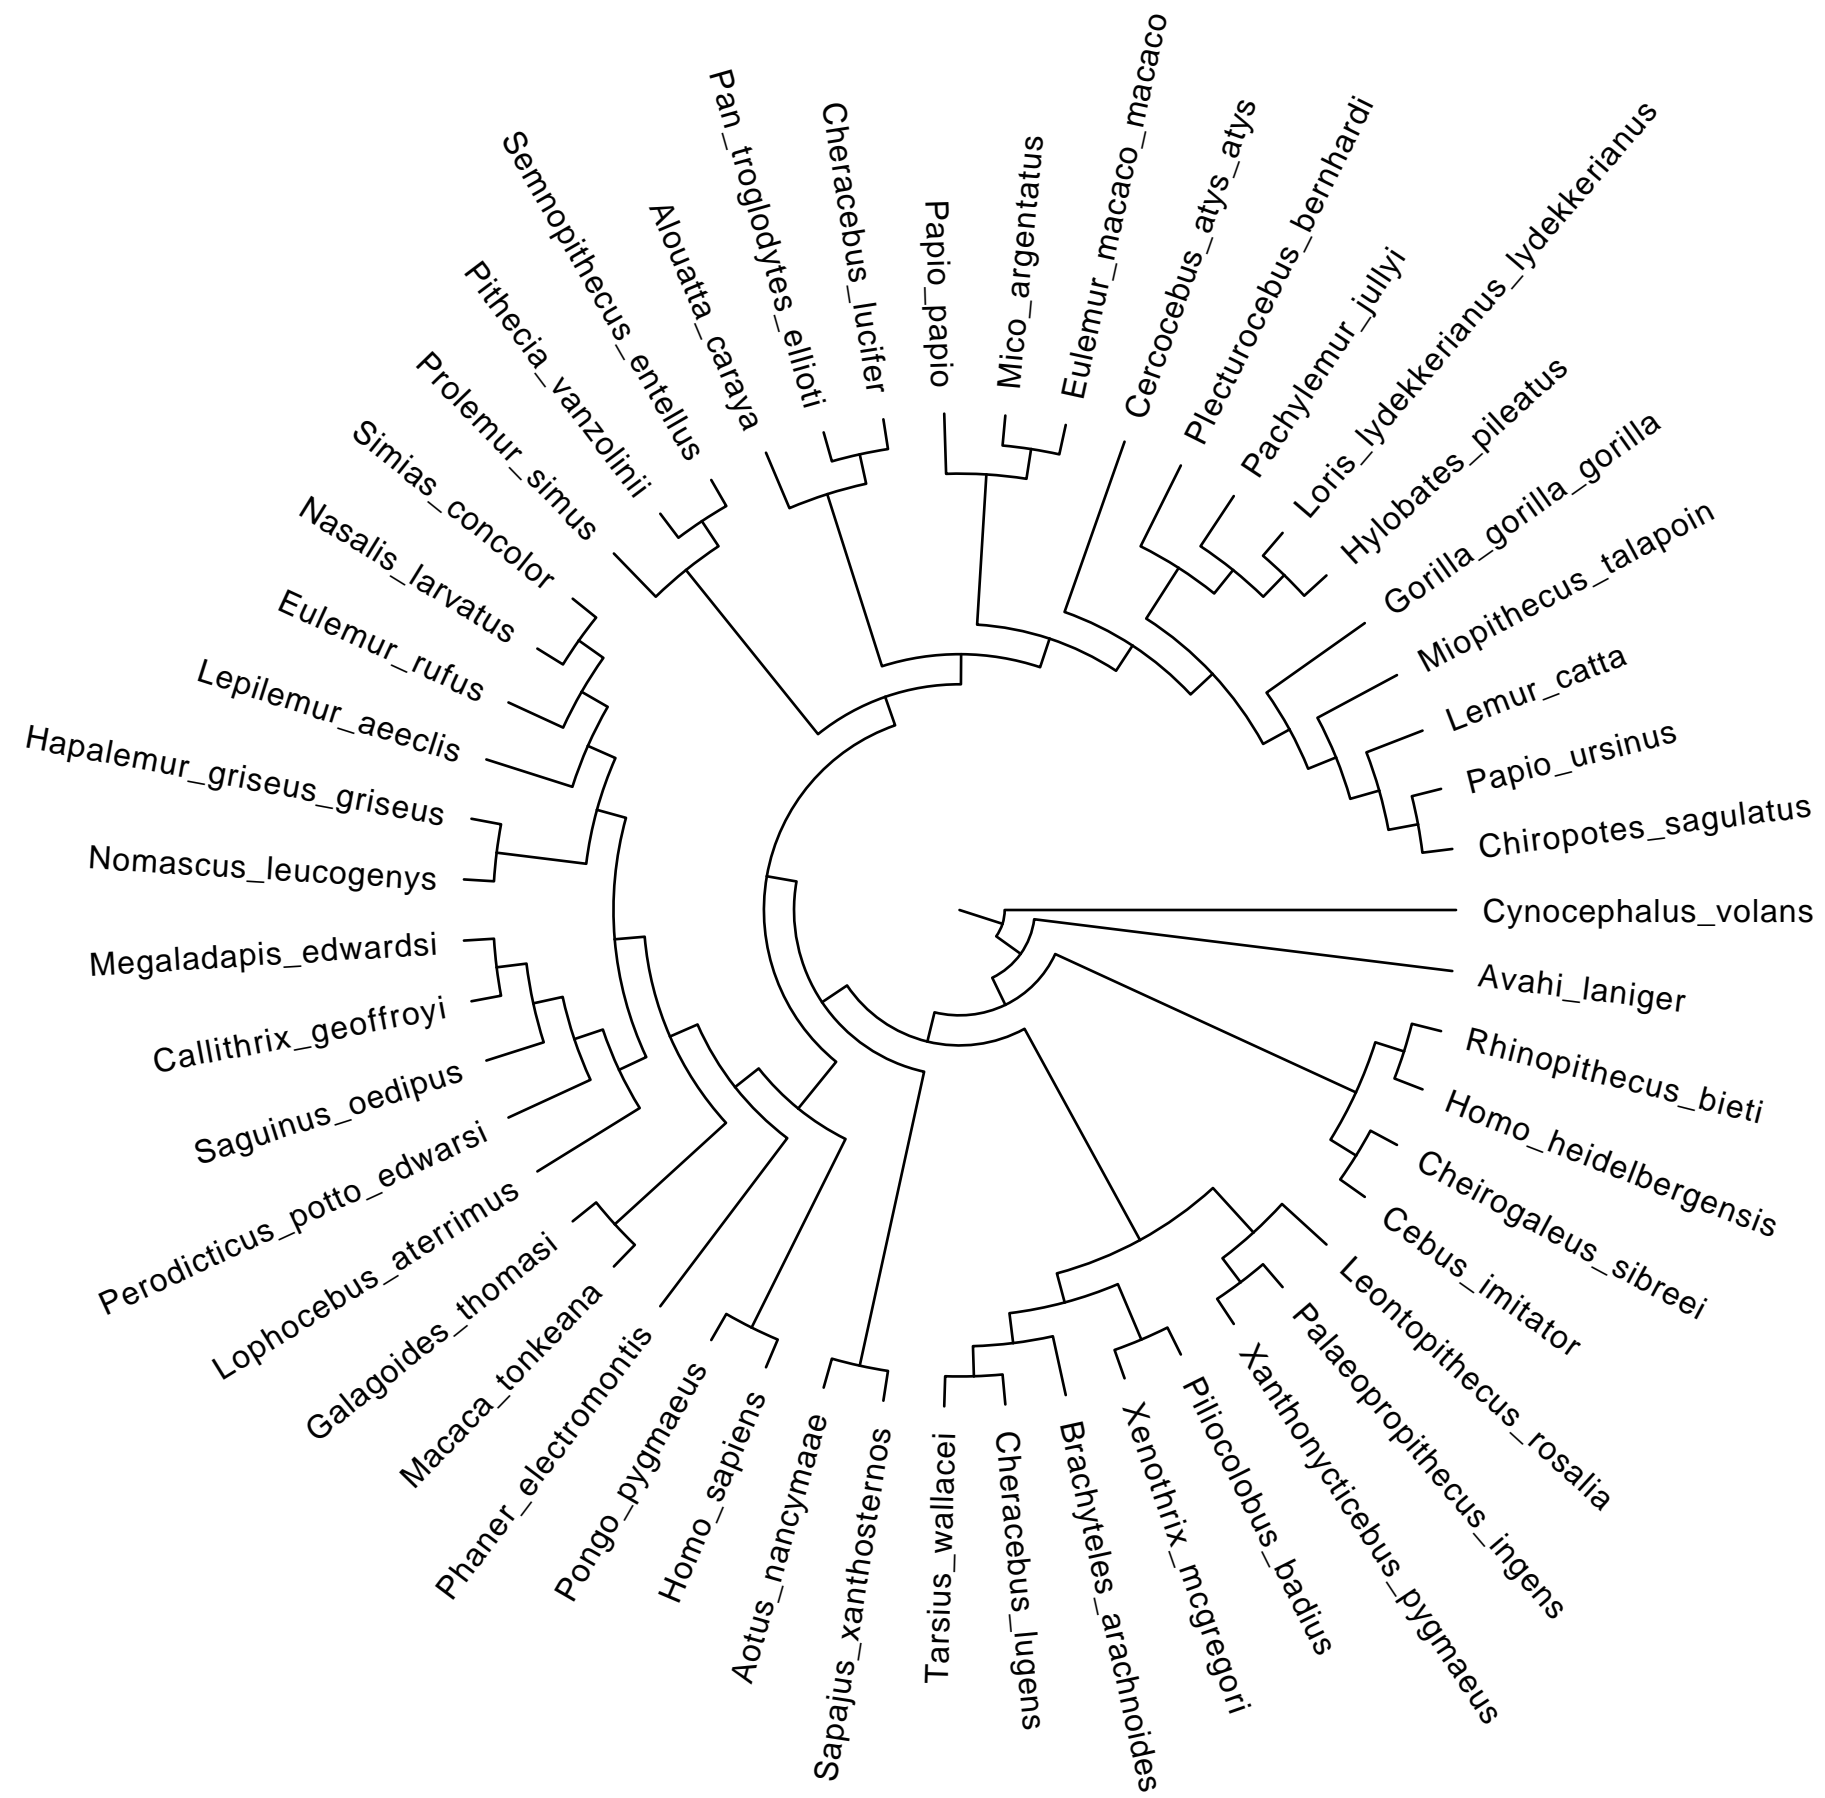 Eulemur_macaco_macaco
Pan_troglodytes_ellioti
Cheracebus_lucifer
Semnopithecus_entellus
Alouatta_caraya
Papio_papio
Mico_argentatus
Cercocebus_atys_atys
Plecturocebus_bernhardi
Pachylemur_jullyi
Loris_lydekkerianus_lydekkerianus
Hylobates_pileatus
Gorilla_gorilla_gorilla
Miopithecus_talapoin
Lemur_catta
Papio_ursinus
Chiropotes_sagulatus
Cynocephalus_volans
Avahi_laniger
Rhinopithecus_bieti
Homo_heidelbergensis
Cheirogaleus_sibreei
Cebus_imitator
Leontopithecus_rosalia
Palaeopropithecus_ingens
Xanthonycticebus_pygmaeus
Piliocolobus_badius
Xenothrix_mcgregori
Brachyteles_arachnoides
Cheracebus_lugens
Tarsius_wallacei
Sapajus_xanthosternos
Aotus_nancymaae
Homo_sapiens
Pongo_pygmaeus
Phaner_electromontis
Macaca_tonkeana
Galagoides_thomasi
Lophocebus_aterrimus
Perodicticus_potto_edwarsi
Saguinus_oedipus
Callithrix_geoffroyi
Megaladapis_edwardsi
Nomascus_leucogenys
Hapalemur_griseus_griseus
Lepilemur_aeeclis
Eulemur_rufus
Nasalis_larvatus
Simias_concolor
Prolemur_simus
Pithecia_vanzolinii